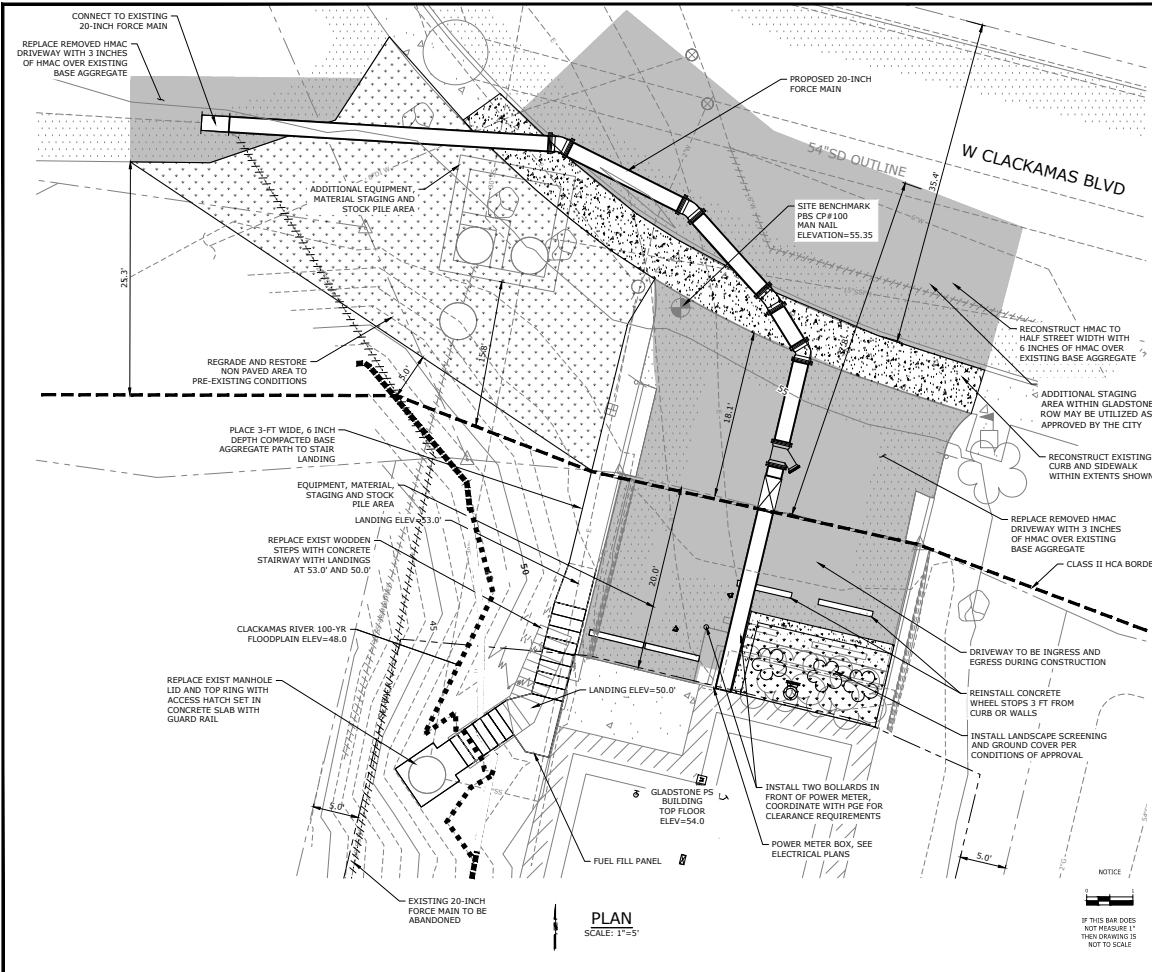 CONNECT TO EXISTING
20-INCH FORCE MAIN
REPLACE REMOVED HMAC
DRIVEWAY WITH 3 INCHES
OF HMAC OVER EXISTING
BASE AGGREGATE
PROPOSED 20-INCH
FORCE MAIN
54"SD OUTLINE
W CLACKAMAS BLVD
35.4'
ADDITIONAL EQUIPMENT,
MATERIAL STAGING AND
STOCK PILE AREA
SITE BENCHMARK
PBS CP#100
MAN NAIL
ELEVATION=55.35
25.3'
15.8'
5.0'
18.1'
REGRADE AND RESTORE
NON PAVED AREA TO
PRE-EXISTING CONDITIONS
RECONSTRUCT HMAC TO
HALF STREET WIDTH WITH
6 INCHES OF HMAC OVER
EXISTING BASE AGGREGATE
ADDITIONAL STAGING
AREA WITHIN GLADSTONE
ROW MAY BE UTILIZED AS
APPROVED BY THE CITY
PLACE 3-FT WIDE, 6 INCH
DEPTH COMPACTED BASE
AGGREGATE PATH TO STAIR
LANDING
RECONSTRUCT EXISTING
CURB AND SIDEWALK
WITHIN EXTENTS SHOWN
EQUIPMENT, MATERIAL,
STAGING AND STOCK
PILE AREA
LANDING ELEV=53.0'
REPLACE REMOVED HMAC
DRIVEWAY WITH 3 INCHES
OF HMAC OVER EXISTING
BASE AGGREGATE
REPLACE EXIST WOODEN
STEPS WITH CONCRETE
STAIRWAY WITH LANDINGS
AT 53.0' AND 50.0'
50
20.0'
CLASS II HCA BORDE
CLACKAMAS RIVER 100-YR
FLOODPLAIN ELEV=48.0
45
DRIVEWAY TO BE INGRESS AND
EGRESS DURING CONSTRUCTION
REPLACE EXIST MANHOLE
LID AND TOP RING WITH
ACCESS HATCH SET IN
CONCRETE SLAB WITH
GUARD RAIL
LANDING ELEV=50.0'
REINSTALL CONCRETE
WHEEL STOPS 3 FT FROM
CURB OR WALLS
INSTALL LANDSCAPE SCREENING
AND GROUND COVER PER
CONDITIONS OF APPROVAL
5.0'
GLADSTONE PS
BUILDING
TOP FLOOR
ELEV=54.0
INSTALL TWO BOLLARDS IN
FRONT OF POWER METER,
COORDINATE WITH PGE FOR
CLEARANCE REQUIREMENTS
POWER METER BOX, SEE
ELECTRICAL PLANS
FUEL FILL PANEL
5.0'
2"G
EXISTING 20-INCH
FORCE MAIN TO BE
ABANDONED
PLAN
SCALE: 1"=5'
NOTICE
0 1
IF THIS BAR DOES
NOT MEASURE 1"
THEN DRAWING IS
NOT TO SCALE